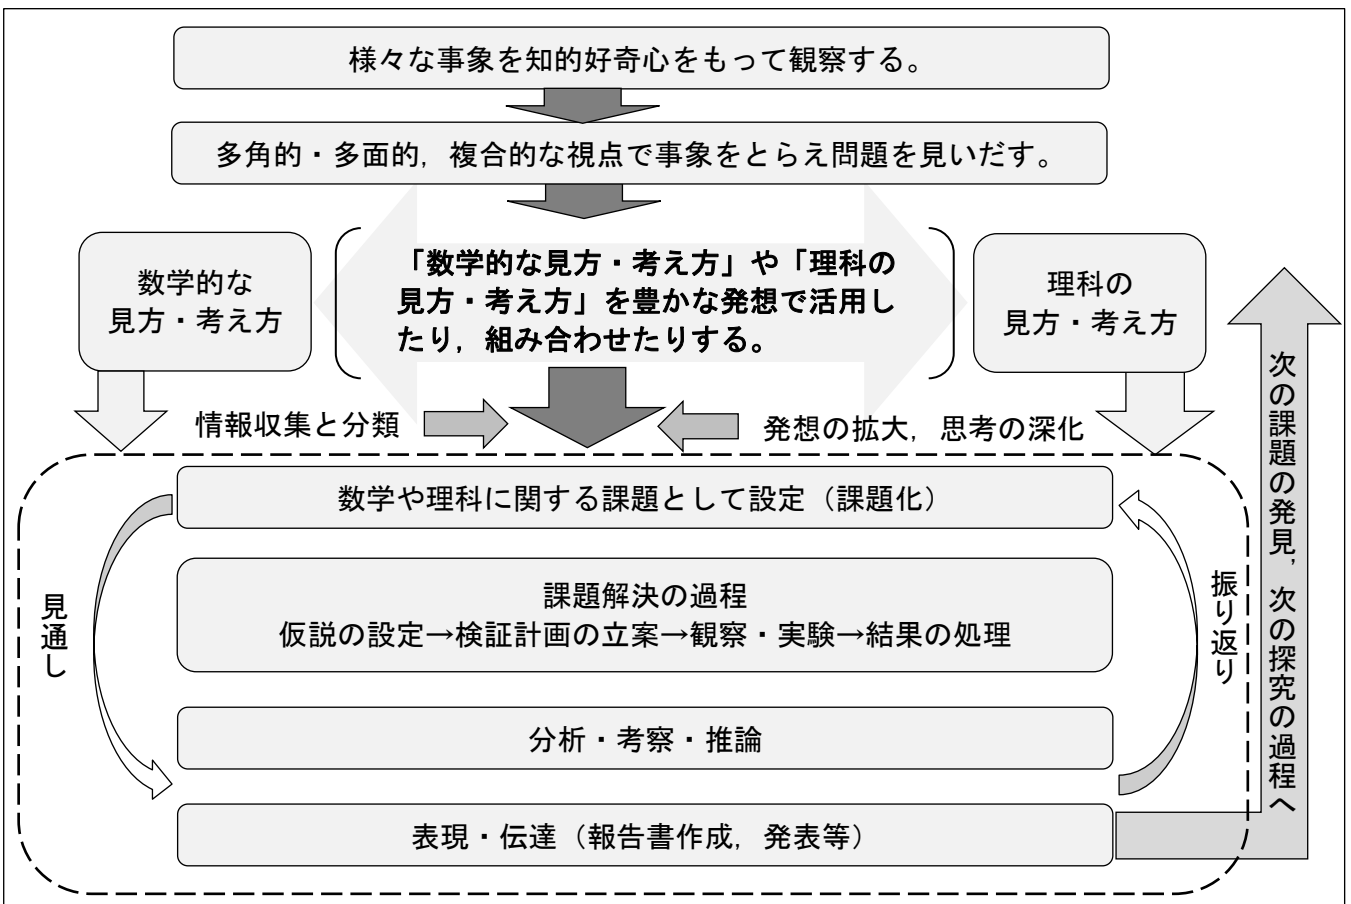 様々な事象を知的好奇心をもって観察する。
多角的・多面的，複合的な視点で事象をとらえ問題を見いだす。
数学的な
見方・考え方
「数学的な見方・考え方」や「理科の
見方・考え方」を豊かな発想で活用し
たり，組み合わせたりする。
理科の
見方・考え方
情報収集と分類
発想の拡大，思考の深化
数学や理科に関する課題として設定（課題化）
課題解決の過程
仮説の設定→検証計画の立案→観察・実験→結果の処理
分析・考察・推論
表現・伝達（報告書作成，発表等）
見通し
振り返り
次の課題の発見，次の探究の過程へ